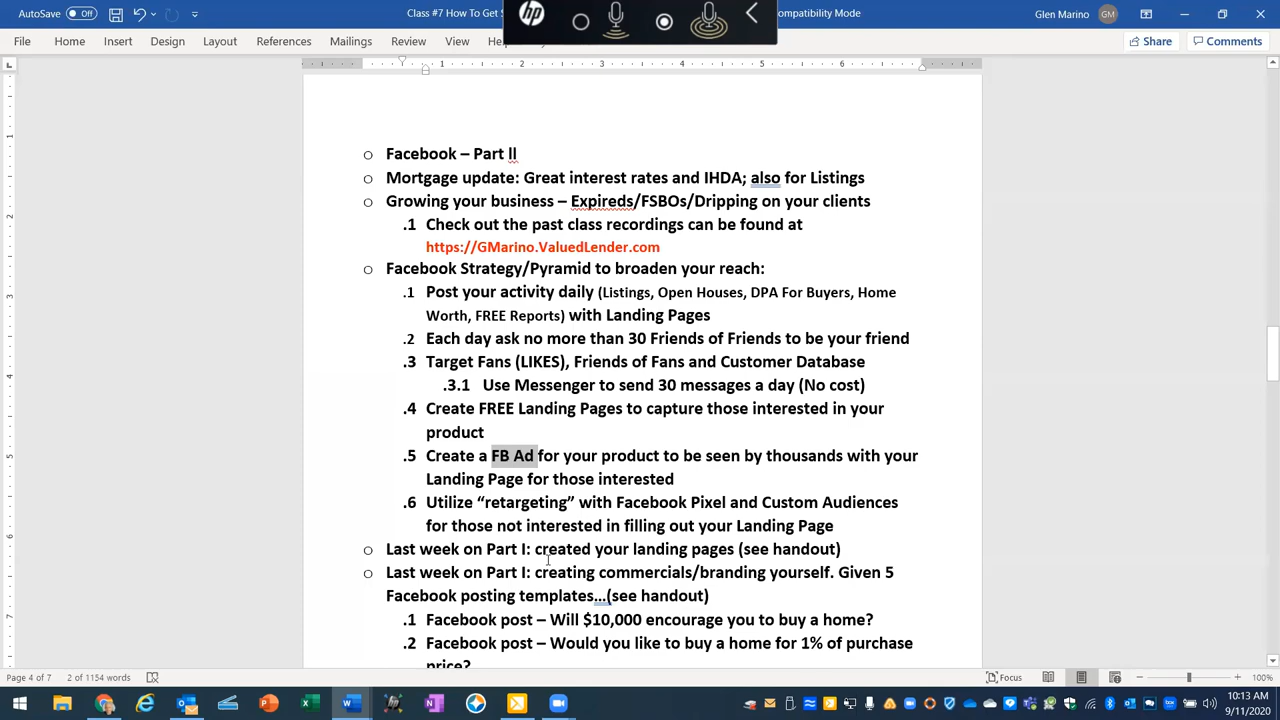 Class #7 How To Get S
ompatibility Mode
Glen Marino
GM
File
Home
Insert
Draw
Design
Layout
References
Mailings
Review
View
Help
Share
Comments
o Facebook – Part ll
o Mortgage update: Great interest rates and IHDA; also for Listings
o Growing your business – Expireds/FSBOs/Dripping on your clients
.1 Check out the past class recordings can be found at
https://GMarino.ValuedLender.com
o Facebook Strategy/Pyramid to broaden your reach:
.1 Post your activity daily (Listings, Open Houses, DPA For Buyers, Home
Worth, FREE Reports) with Landing Pages
.2 Each day ask no more than 30 Friends of Friends to be your friend
.3 Target Fans (LIKES), Friends of Fans and Customer Database
.3.1 Use Messenger to send 30 messages a day (No cost)
.4 Create FREE Landing Pages to capture those interested in your
product
.5 Create a FB Ad for your product to be seen by thousands with your
Landing Page for those interested
.6 Utilize “retargeting” with Facebook Pixel and Custom Audiences
for those not interested in filling out your Landing Page
o Last week on Part I: created your landing pages (see handout)
o Last week on Part I: creating commercials/branding yourself. Given 5
Facebook posting templates…(see handout)
.1 Facebook post – Will $10,000 encourage you to buy a home?
.2 Facebook post – Would you like to buy a home for 1% of purchase
price?
Page 4 of 7
2 of 1154 words
Focus
100%
10:13 AM
9/11/2020